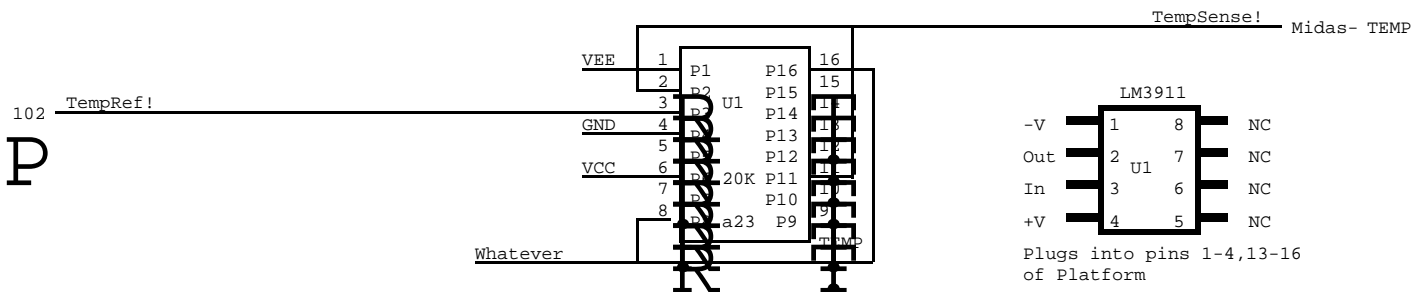 TempSense!
Midas- TEMP
VEE 1 P1 P16 16
2 P2 P15 15
LM3911
102 TempRef! 3 U1 P14 14
GND 4 P13 13
5 P12 12
VCC 6 20K P11 11
7 P10 10
8 a23 P9 9
TEMP
Whatever
P
-V 1 8 NC
Out 2 U1 7 NC
In 3 6 NC
+V 4 5 NC
Plugs into pins 1-4,13-16
of Platform